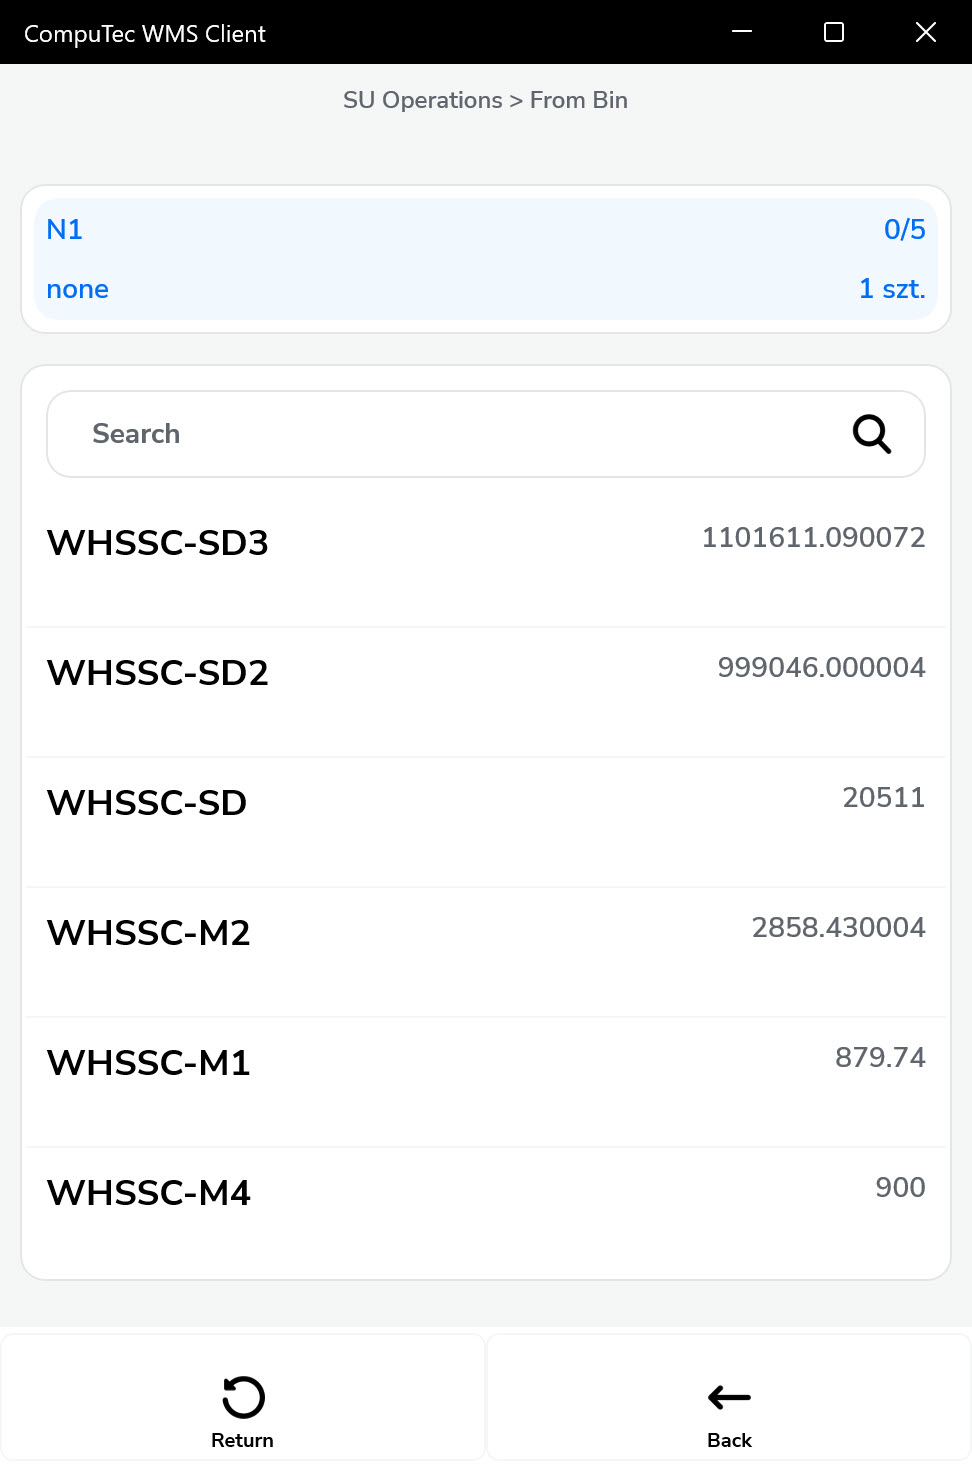 CompuTec WMS Client
SU Operations > From Bin
N1 0/5
none 1 szt.
Search
WHSSC-SD3 1101611.090072
WHSSC-SD2 999046.000004
WHSSC-SD 20511
WHSSC-M2 2858.430004
WHSSC-M1 879.74
WHSSC-M4 900
Return Back